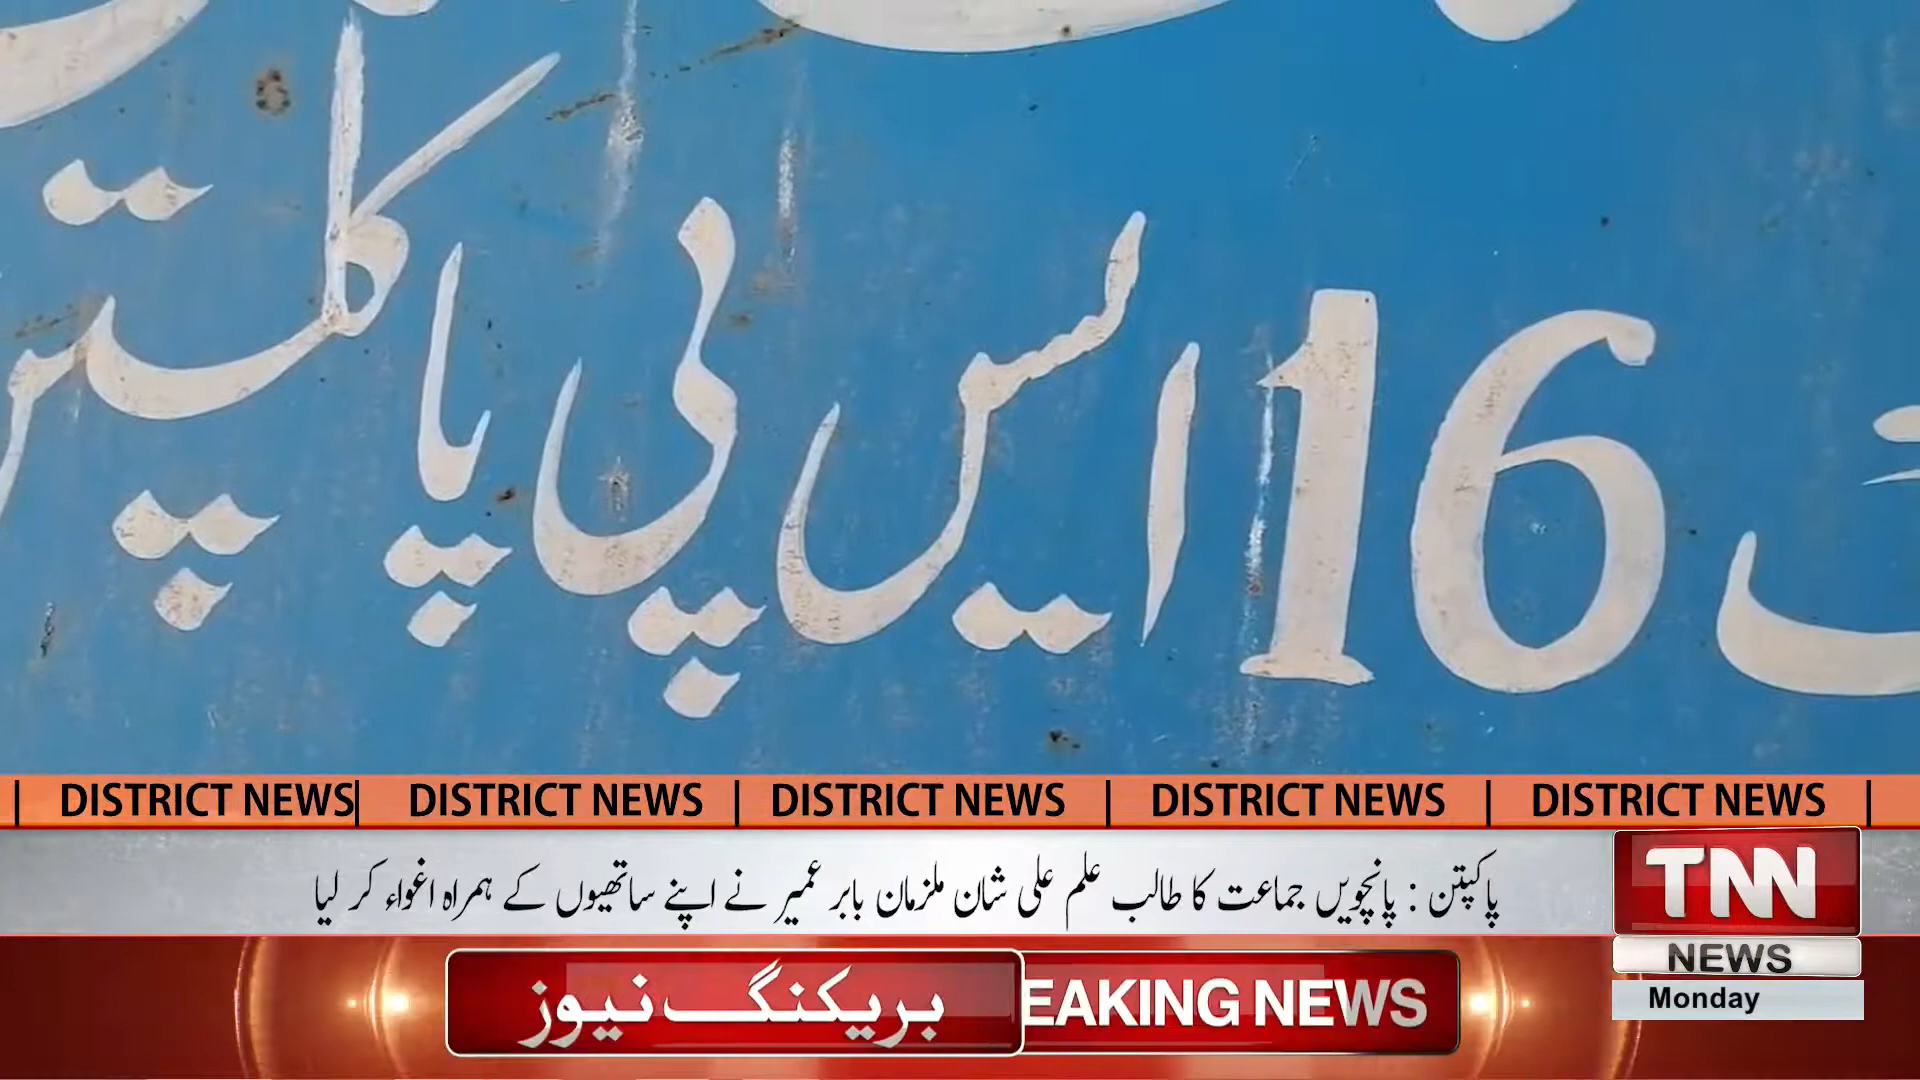 16 ایس پی پاکپتن
DISTRICT NEWS DISTRICT NEWS DISTRICT NEWS DISTRICT NEWS DISTRICT NEWS
پاکپتن : پانچویں جماعت کا طالب علم علی شان ملزمان بابر عمیر نے اپنے ساتھیوں کے ہمراہ اغواء کر لیا
TNN
NEWS
Monday
بریکنگ نیوز
EAKING NEWS